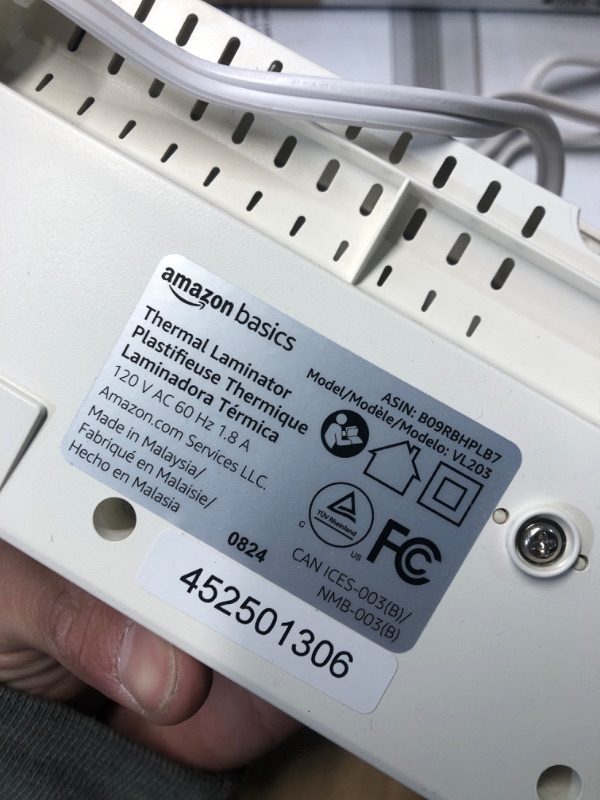 amazon basics
Thermal Laminator
Plastifieuse Thermique
Laminadora Térmica
120 V AC 60 Hz 1.8 A
Amazon.com Services LLC.
Made in Malaysia/
Fabriqué en Malaisie/
Hecho en Malasia
0824
ASIN: B09RBHPLB7
Model/Modèle/Modelo: VL203
TÜV Rheinland
C US
FC
CAN ICES-003(B)/
NMB-003(B)
452501306